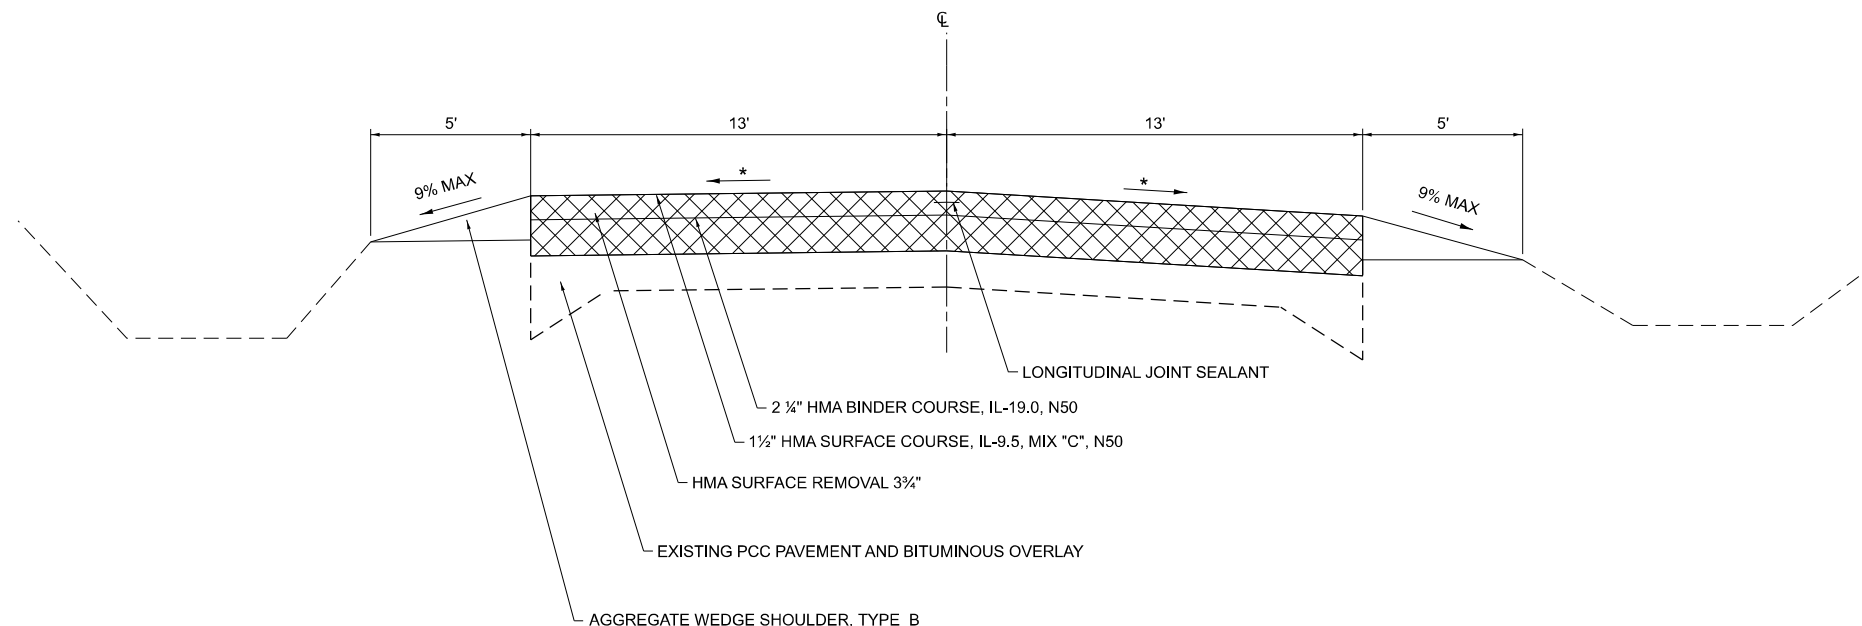 ℄
5'
13'
13'
5'
9% MAX
*
*
9% MAX
LONGITUDINAL JOINT SEALANT
2 ¼" HMA BINDER COURSE, IL-19.0, N50
1½" HMA SURFACE COURSE, IL-9.5, MIX "C", N50
HMA SURFACE REMOVAL 3¾"
EXISTING PCC PAVEMENT AND BITUMINOUS OVERLAY
AGGREGATE WEDGE SHOULDER. TYPE B